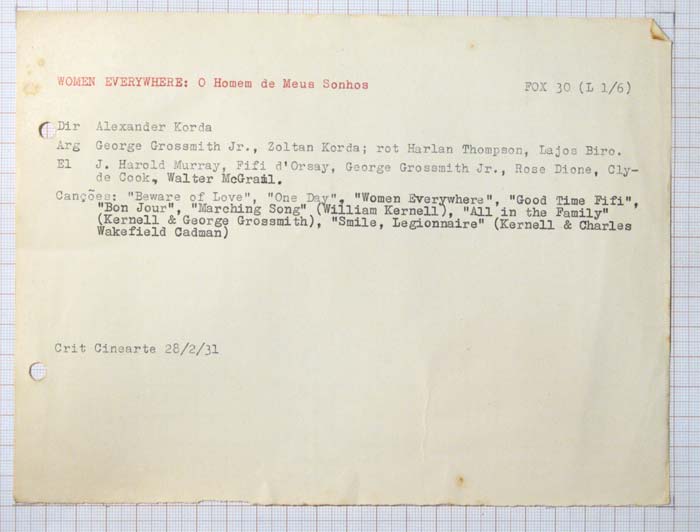 WOMEN EVERYWHERE: O Homem de Meus Sonhos FOX 30 (L 1/6)
Dir Alexander Korda
Arg George Grossmith Jr., Zoltan Korda; rot Harlan Thompson, Lajos Biro.
El J. Harold Murray, Fifi d'Orsay, George Grossmith Jr., Rose Dione, Cly-
de Cook, Walter McGrail.
Canções: "Beware of Love", "One Day", "Women Everywhere", "Good Time Fifi",
"Bon Jour", "Marching Song" (William Kernell), "All in the Family"
(Kernell & George Grossmith), "Smile, Legionnaire" (Kernell & Charles
Wakefield Cadman)
Crit Cinearte 28/2/31